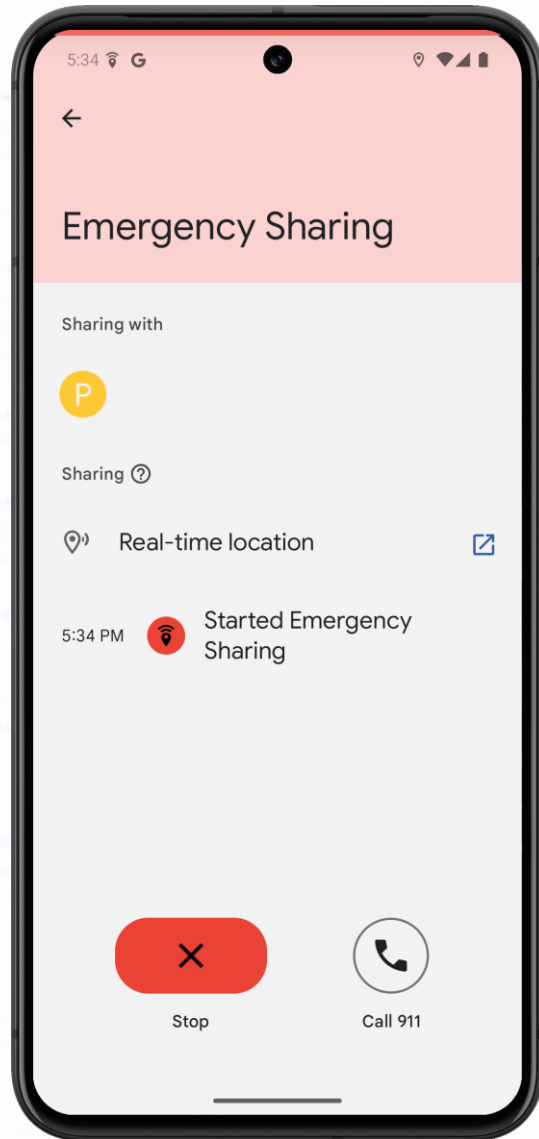 5:34 G
Emergency Sharing
Sharing with
P
Sharing ?
Real-time location
5:34 PM Started Emergency
Sharing
Stop Call 911